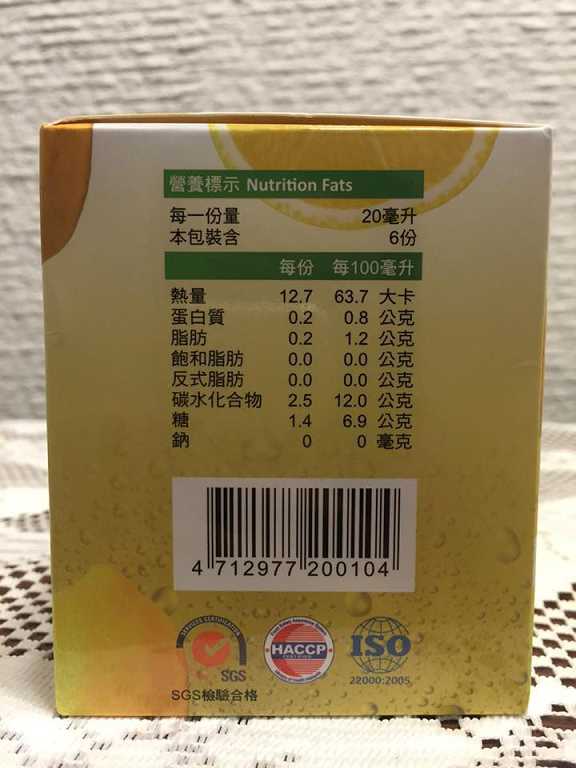 營養標示 Nutrition Fats
每一份量 20毫升
本包裝含 6份
每份 每100毫升
熱量 12.7 63.7 大卡
蛋白質 0.2 0.8 公克
脂肪 0.2 1.2 公克
飽和脂肪 0.0 0.0 公克
反式脂肪 0.0 0.0 公克
碳水化合物 2.5 12.0 公克
糖 1.4 6.9 公克
鈉 0 0 毫克
4 712977 200104
SERVICES CERTIFICATION
SGS
SGS檢驗合格
HACCP
ISO
22000:2005